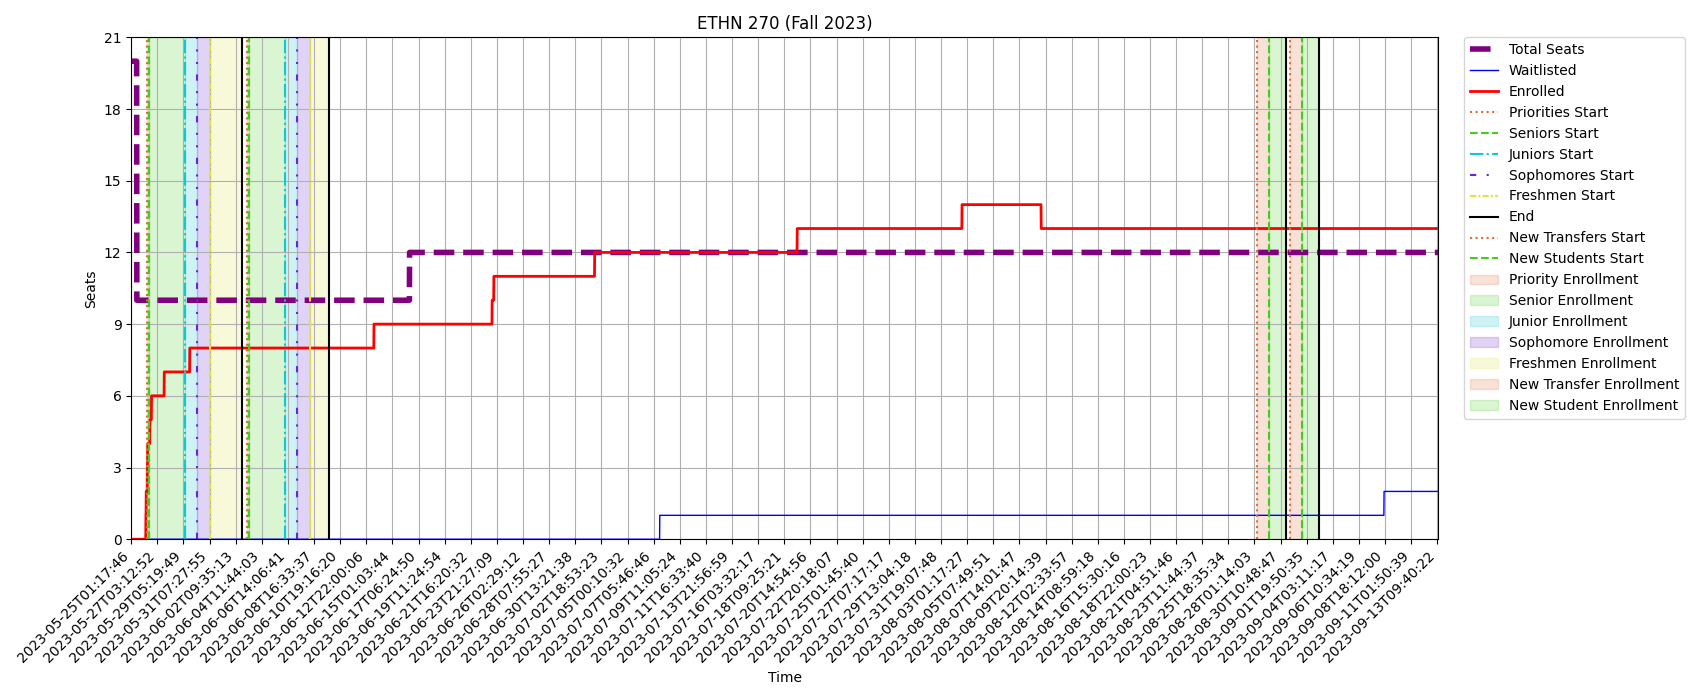 ETHN 270 (Fall 2023)
Seats
21
18
15
12
9
6
3
0
2023-05-25T01:17:46
2023-05-27T03:12:52
2023-05-29T05:19:49
2023-05-31T07:27:55
2023-06-02T09:35:13
2023-06-04T11:44:03
2023-06-06T14:06:41
2023-06-08T16:33:37
2023-06-10T19:16:20
2023-06-12T22:00:06
2023-06-15T01:03:44
2023-06-17T06:24:50
2023-06-19T11:24:54
2023-06-21T16:20:32
2023-06-23T21:27:09
2023-06-26T02:29:12
2023-06-28T07:55:27
2023-06-30T13:21:38
2023-07-02T18:53:23
2023-07-05T00:10:32
2023-07-07T05:46:46
2023-07-09T11:05:24
2023-07-11T16:33:40
2023-07-13T21:56:59
2023-07-16T03:32:17
2023-07-18T09:25:21
2023-07-20T14:54:56
2023-07-22T20:18:07
2023-07-25T01:45:40
2023-07-27T07:17:17
2023-07-29T13:04:18
2023-07-31T19:07:48
2023-08-03T01:17:27
2023-08-05T07:49:51
2023-08-07T14:01:47
2023-08-09T20:14:39
2023-08-12T02:33:57
2023-08-14T08:59:18
2023-08-16T15:30:16
2023-08-18T22:00:23
2023-08-21T04:51:46
2023-08-23T11:44:37
2023-08-25T18:35:34
2023-08-28T01:14:03
2023-08-30T10:48:47
2023-09-01T19:50:35
2023-09-04T03:11:17
2023-09-06T10:34:19
2023-09-08T18:12:00
2023-09-11T01:50:39
2023-09-13T09:40:22
Time
Total Seats
Waitlisted
Enrolled
Priorities Start
Seniors Start
Juniors Start
Sophomores Start
Freshmen Start
End
New Transfers Start
New Students Start
Priority Enrollment
Senior Enrollment
Junior Enrollment
Sophomore Enrollment
Freshmen Enrollment
New Transfer Enrollment
New Student Enrollment